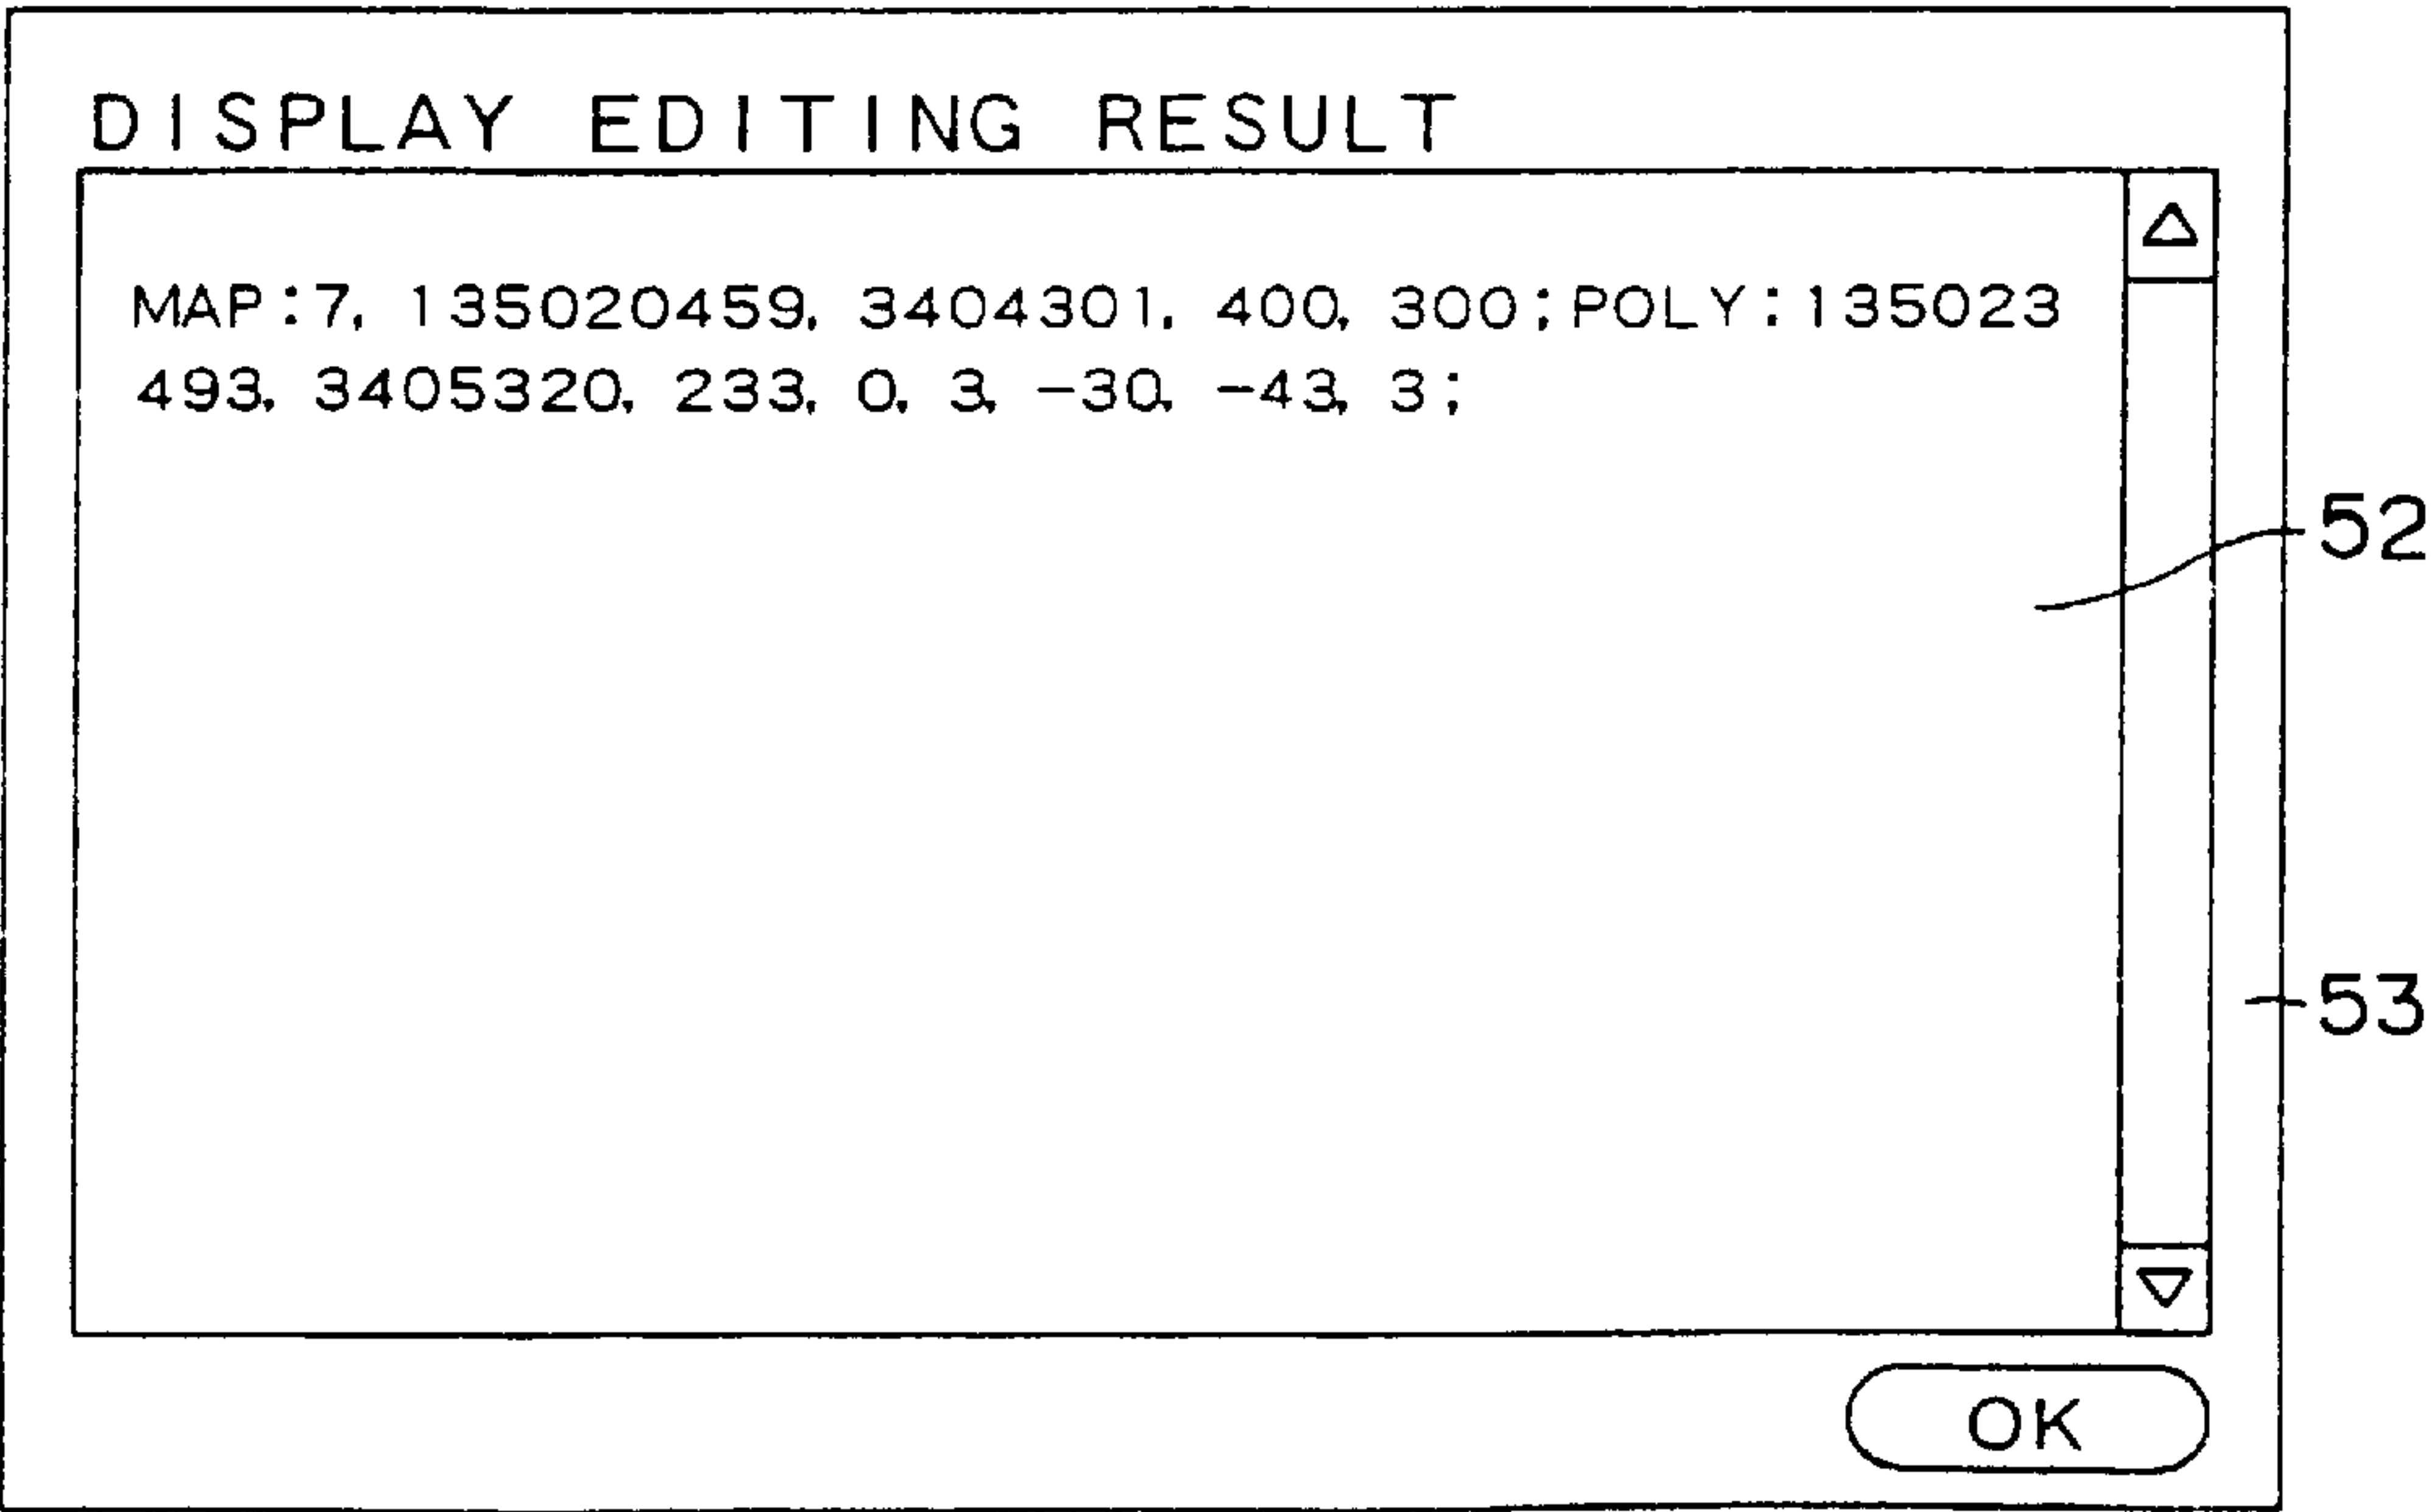 DISPLAY EDITING RESULT
MAP:7, 135020459, 3404301, 400, 300;POLY:135023
493, 3405320, 233, 0, 3, -30, -43, 3;
52
53
OK